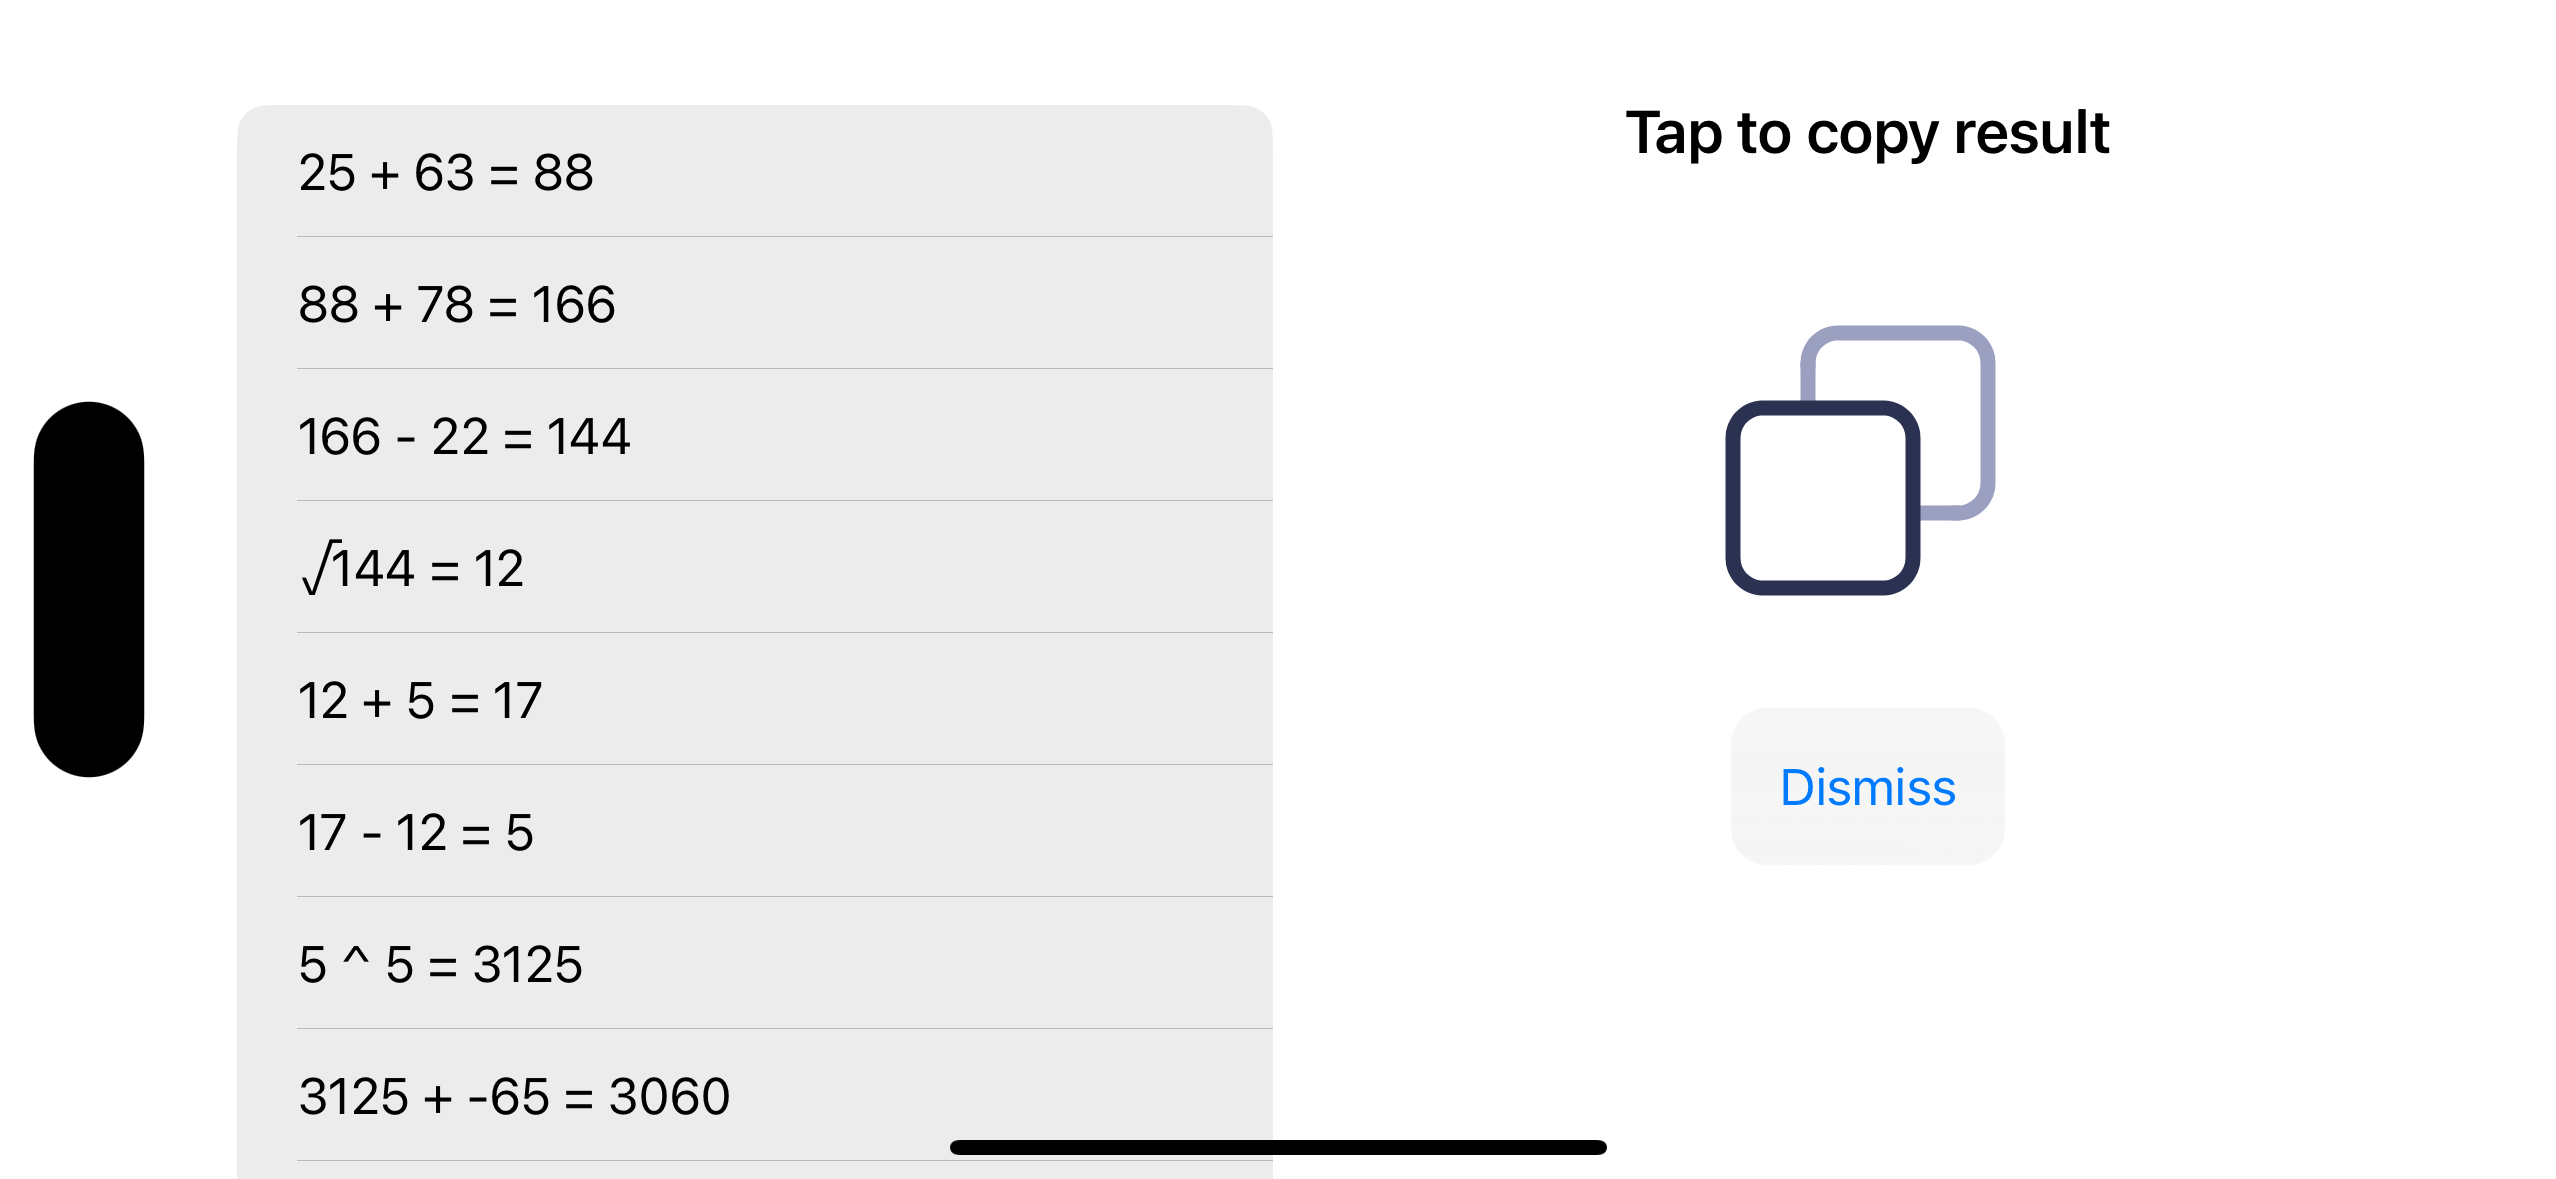 25 + 63 = 88
88 + 78 = 166
166 - 22 = 144
√144 = 12
12 + 5 = 17
17 - 12 = 5
5 ^ 5 = 3125
3125 + -65 = 3060
Tap to copy result
Dismiss